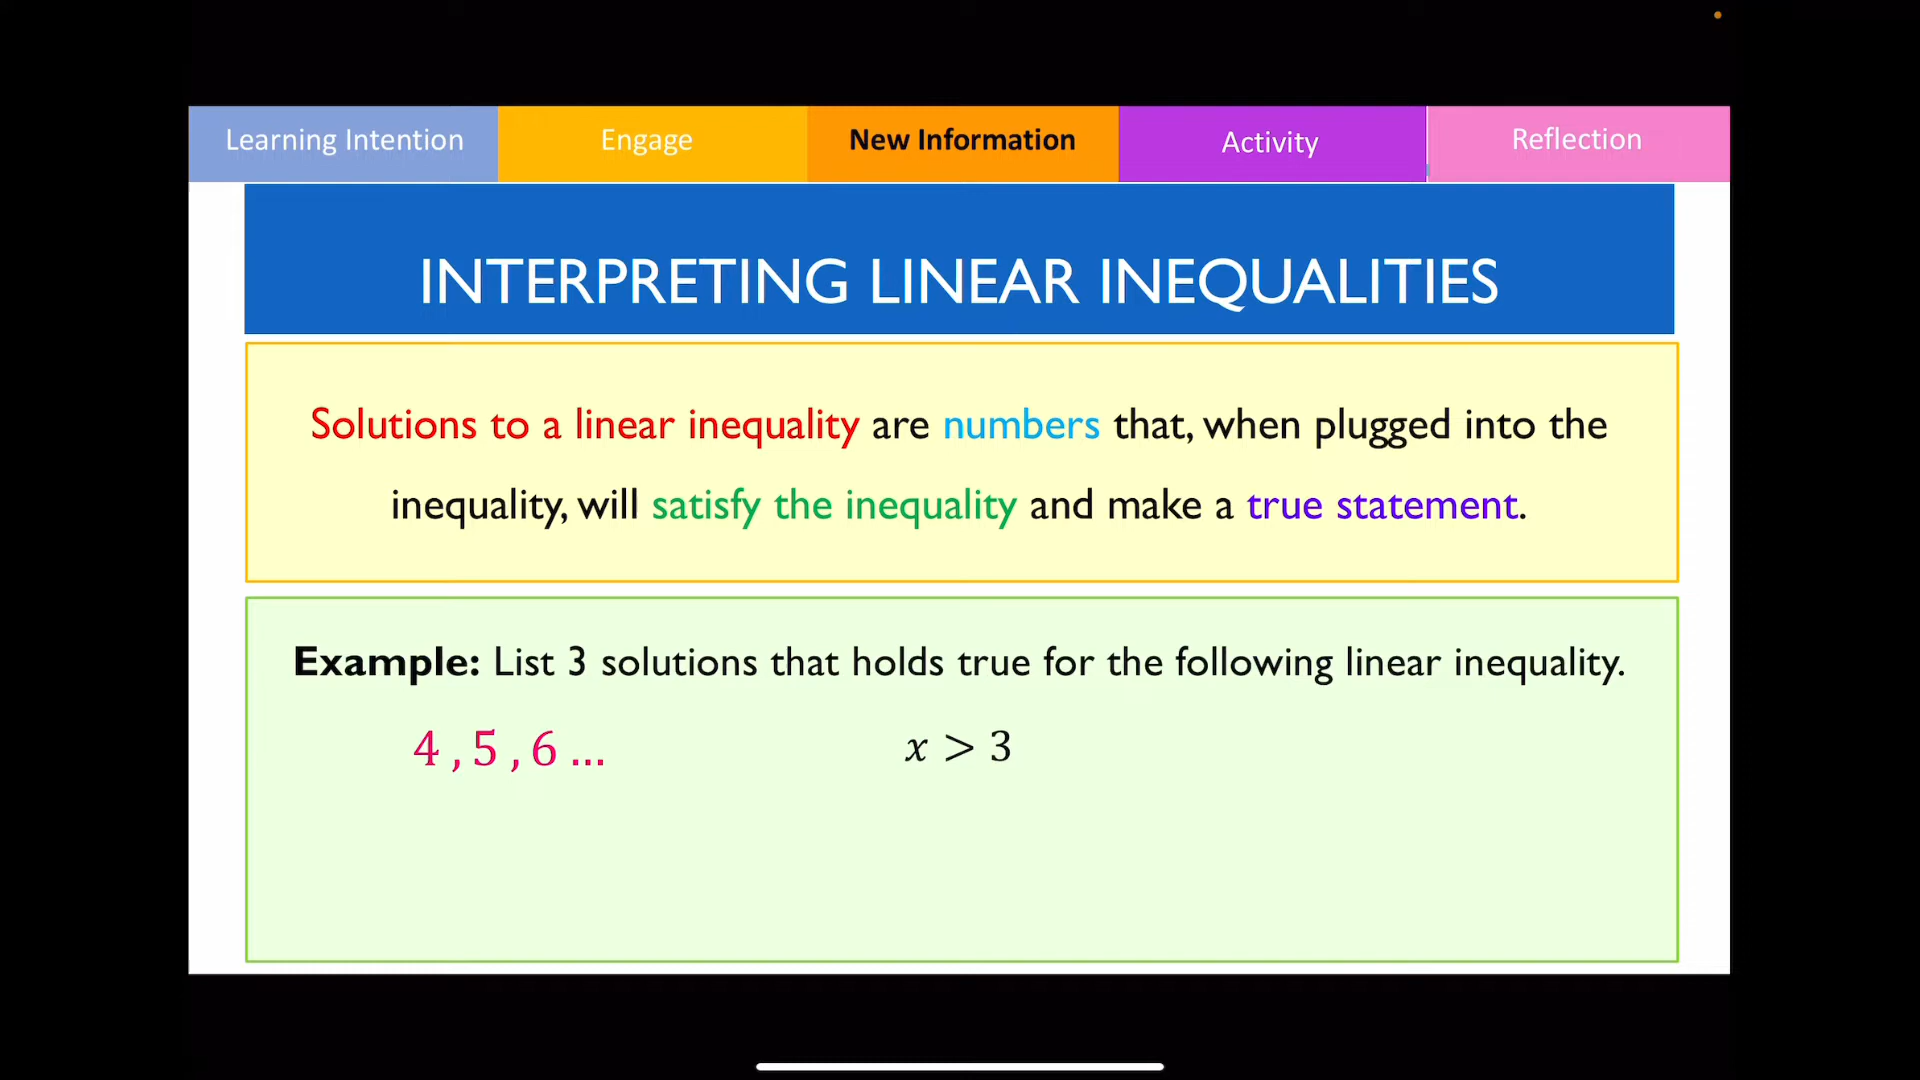 Learning Intention Engage New Information Activity Reflection
INTERPRETING LINEAR INEQUALITIES
Solutions to a linear inequality are numbers that, when plugged into the
inequality, will satisfy the inequality and make a true statement.
Example: List 3 solutions that holds true for the following linear inequality.
4 , 5 , 6 ... x > 3